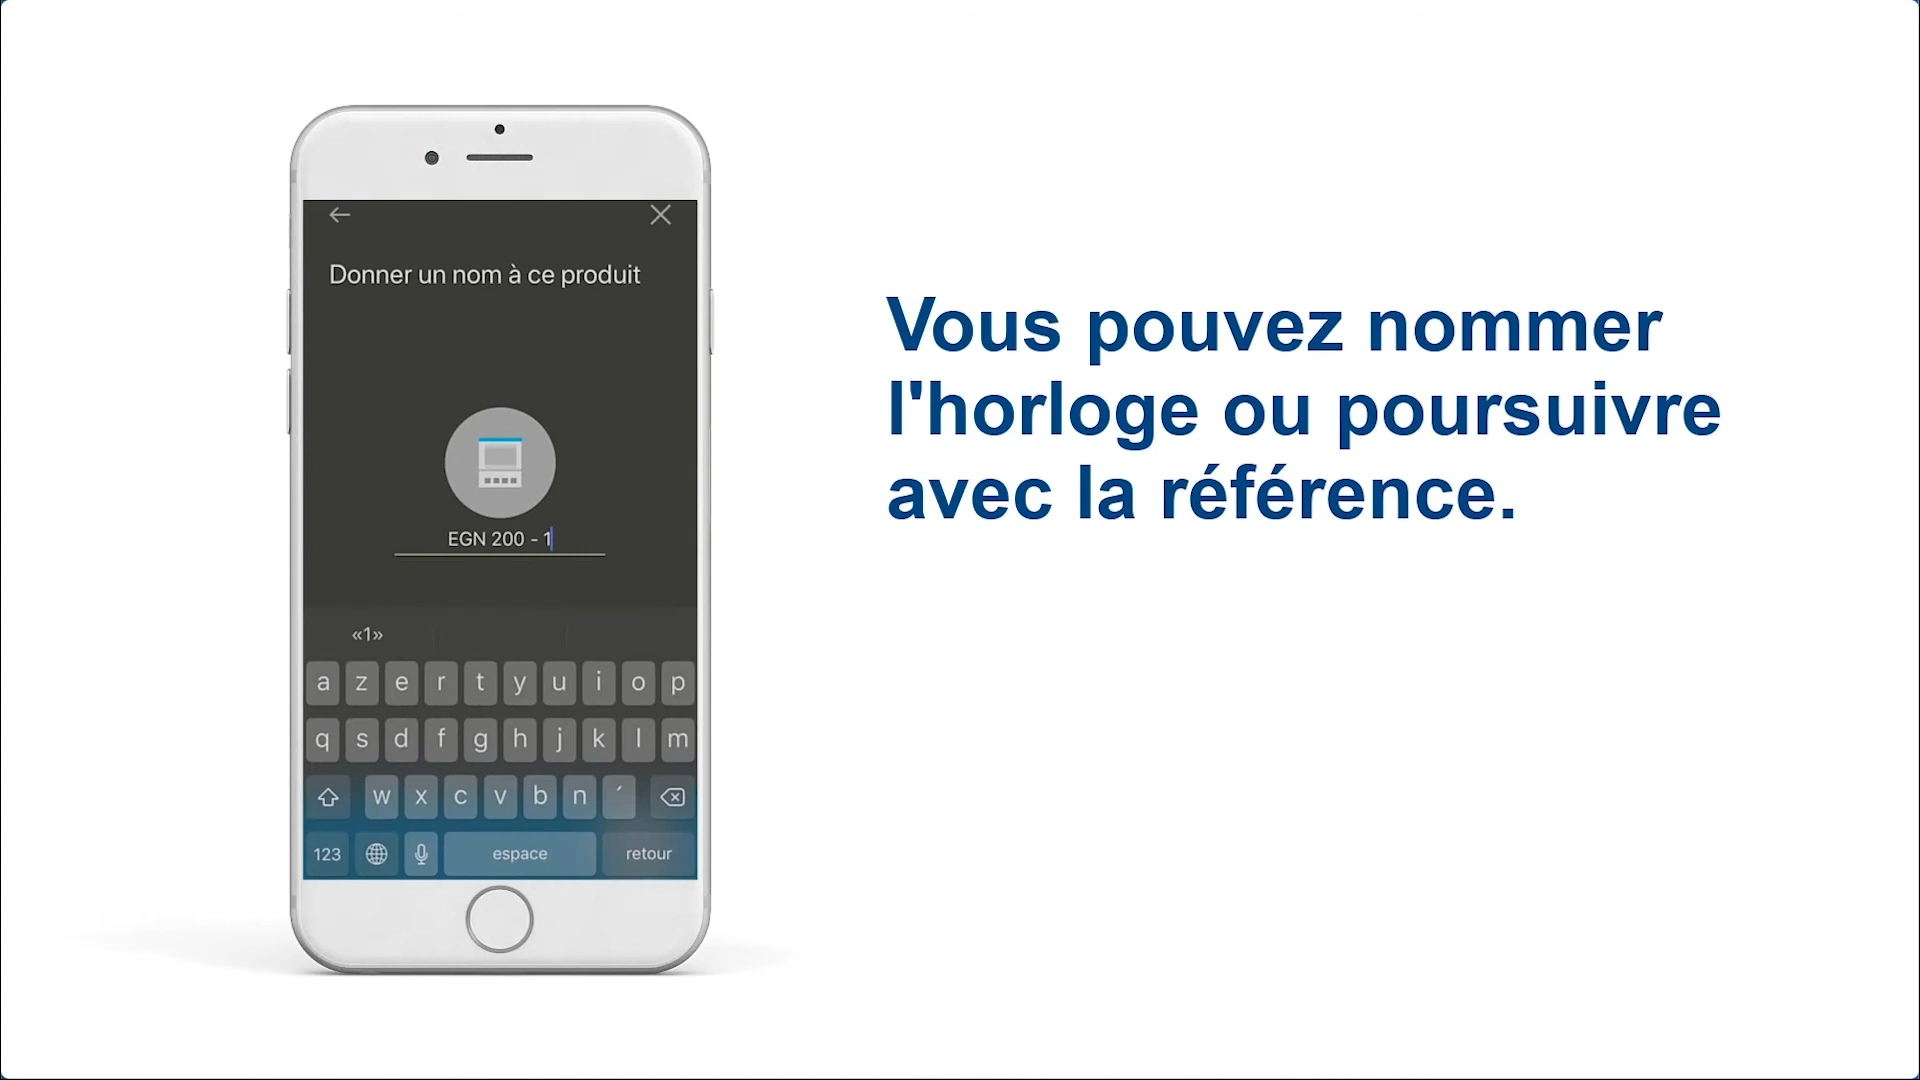 Donner un nom à ce produit
EGN 200 - 1
«1»
a z e r t y u i o p
q s d f g h j k l m
w x c v b n ´
123 espace retour
Vous pouvez nommer
l'horloge ou poursuivre
avec la référence.